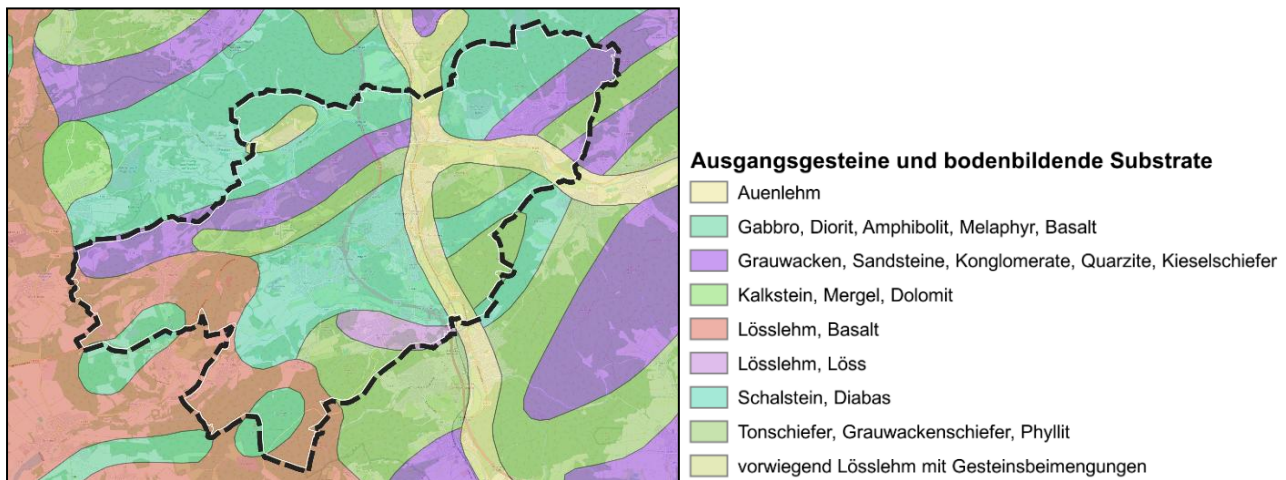 Ausgangsgesteine und bodenbildende Substrate
Auenlehm
Gabbro, Diorit, Amphibolit, Melaphyr, Basalt
Grauwacken, Sandsteine, Konglomerate, Quarzite, Kieselschiefer
Kalkstein, Mergel, Dolomit
Lösslehm, Basalt
Lösslehm, Löss
Schalstein, Diabas
Tonschiefer, Grauwackenschiefer, Phyllit
vorwiegend Lösslehm mit Gesteinsbeimengungen